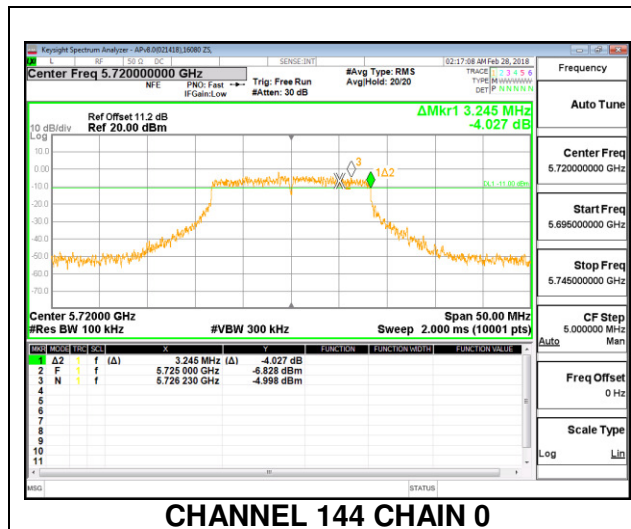 Keysight Spectrum Analyzer - APv8.0(021418),16080 ZS,
L RF 50 Ω DC SENSE:INT 02:17:08 AM Feb 28, 2018
Center Freq 5.720000000 GHz #Avg Type: RMS TRACE 1 2 3 4 5 6
NFE PNO: Fast Trig: Free Run Avg|Hold: 20/20 TYPE M
IFGain:Low #Atten: 30 dB DET P N N N N N
ΔMkr1 3.245 MHz
-4.027 dB
Ref Offset 11.2 dB
10 dB/div Ref 20.00 dBm
Log
10.0
0.00
-10.0
-20.0
-30.0
-40.0
-50.0
-60.0
-70.0
3
1Δ2
DL1 -11.00 dBm
Center 5.72000 GHz Span 50.00 MHz
#Res BW 100 kHz #VBW 300 kHz Sweep 2.000 ms (10001 pts)
MKR MODE TRC SCL X Y FUNCTION FUNCTION WIDTH FUNCTION VALUE
1 Δ2 1 f (Δ) 3.245 MHz (Δ) -4.027 dB
2 F 1 f 5.725 000 GHz -6.828 dBm
3 N 1 f 5.726 230 GHz -4.998 dBm
4
5
6
7
8
9
10
11
MSG STATUS
Frequency
Auto Tune
Center Freq
5.720000000 GHz
Start Freq
5.695000000 GHz
Stop Freq
5.745000000 GHz
CF Step
5.000000 MHz
Auto Man
Freq Offset
0 Hz
Scale Type
Log Lin
CHANNEL 144 CHAIN 0